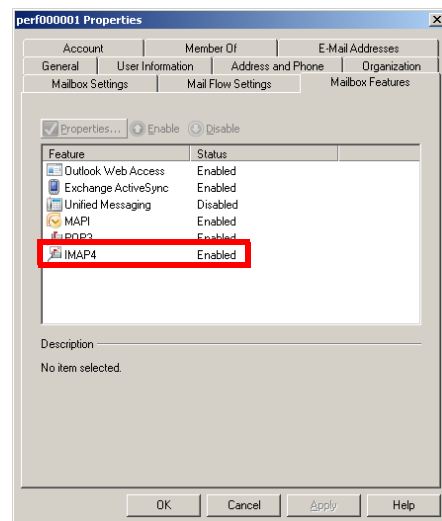 perf000001 Properties
Account Member Of E-Mail Addresses
General User Information Address and Phone Organization
Mailbox Settings Mail Flow Settings Mailbox Features
Properties... Enable Disable
Feature Status
Outlook Web Access Enabled
Exchange ActiveSync Enabled
Unified Messaging Disabled
MAPI Enabled
POP3 Enabled
IMAP4 Enabled
Description
No item selected.
OK Cancel Apply Help